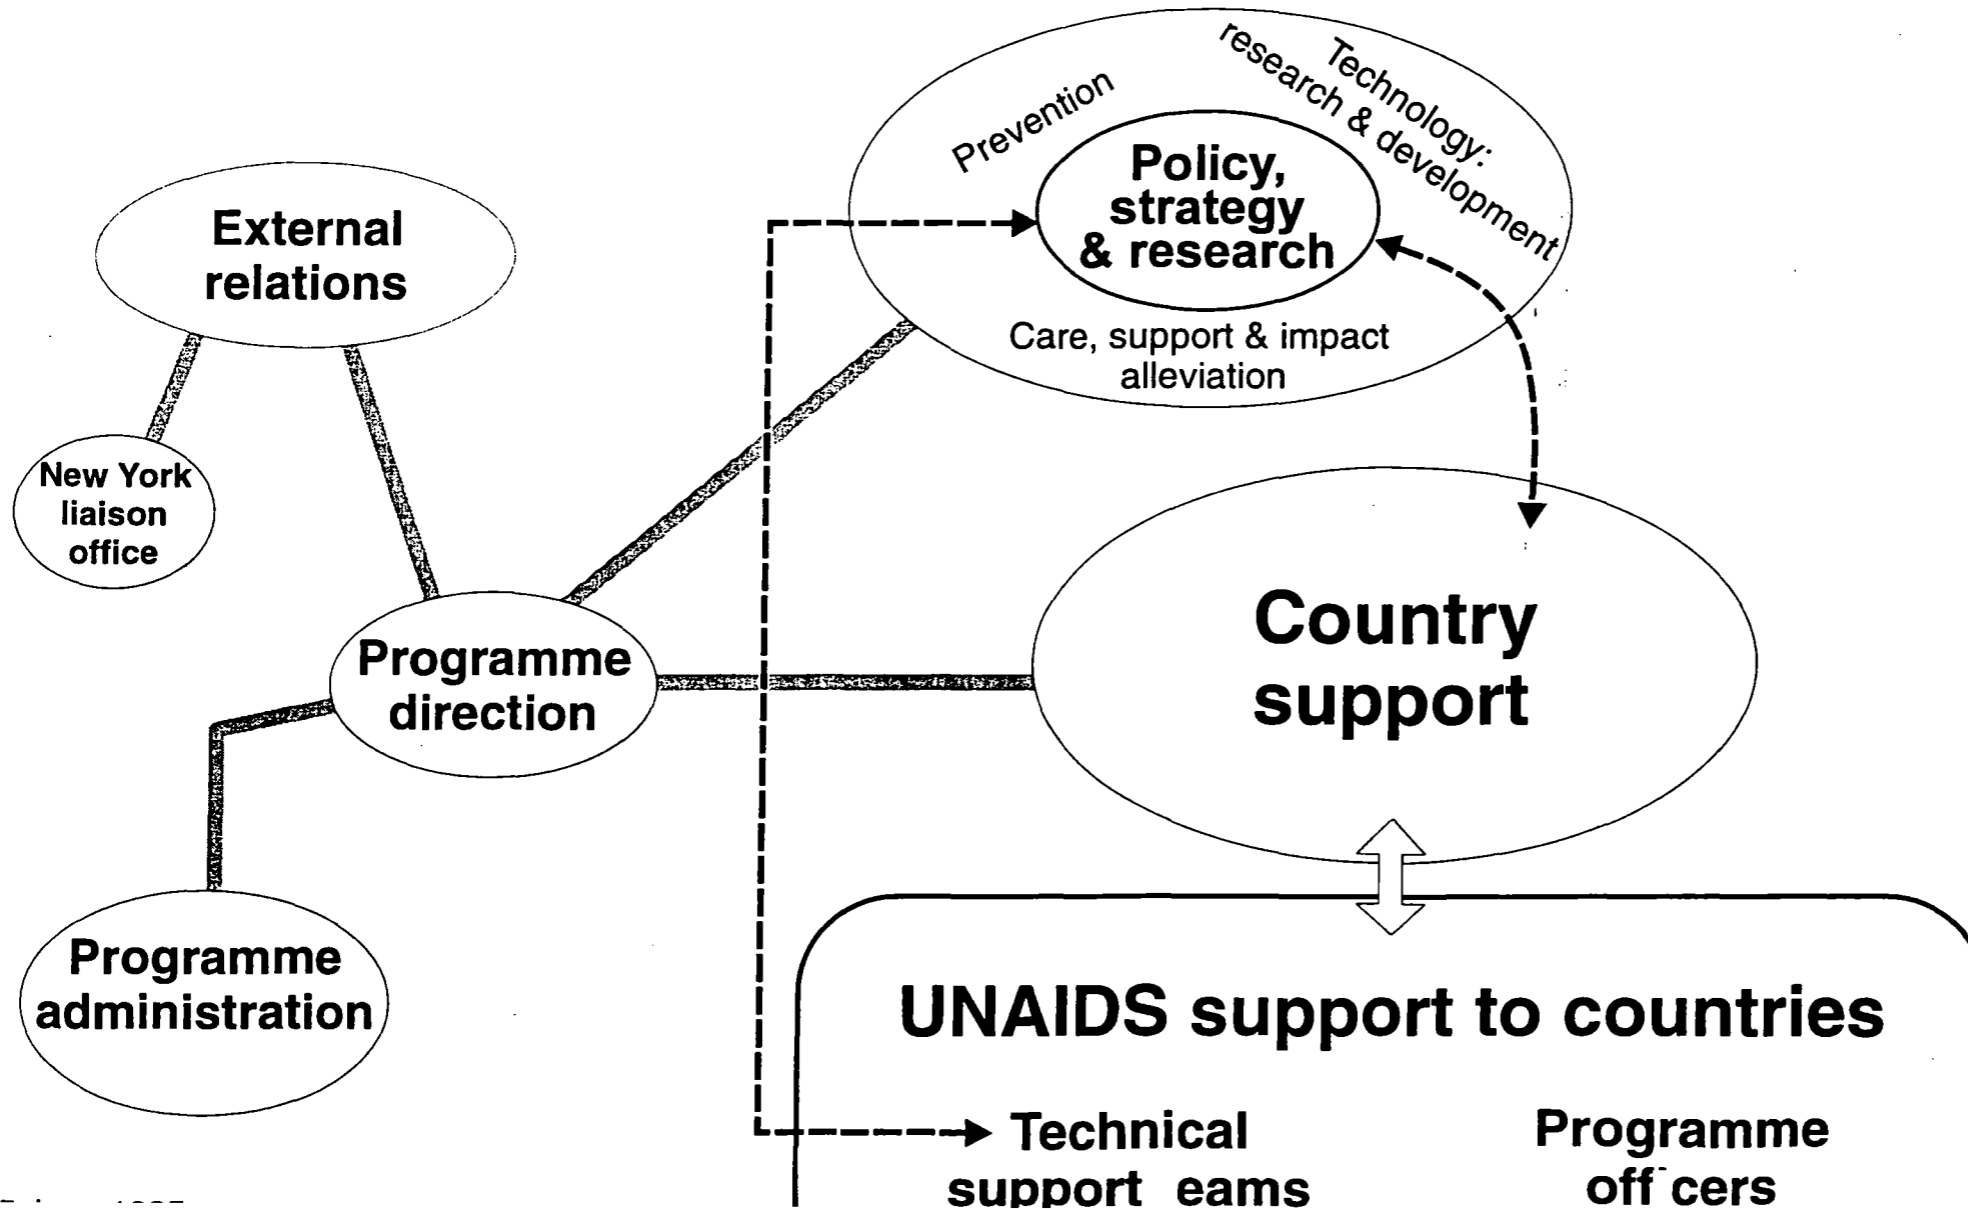 Technology:
research & development
Prevention
Policy,
strategy
& research
Care, support & impact
alleviation
External
relations
New York
liaison
office
Programme
direction
Country
support
Programme
administration
UNAIDS support to countries
Technical
support eams
Programme
off cers